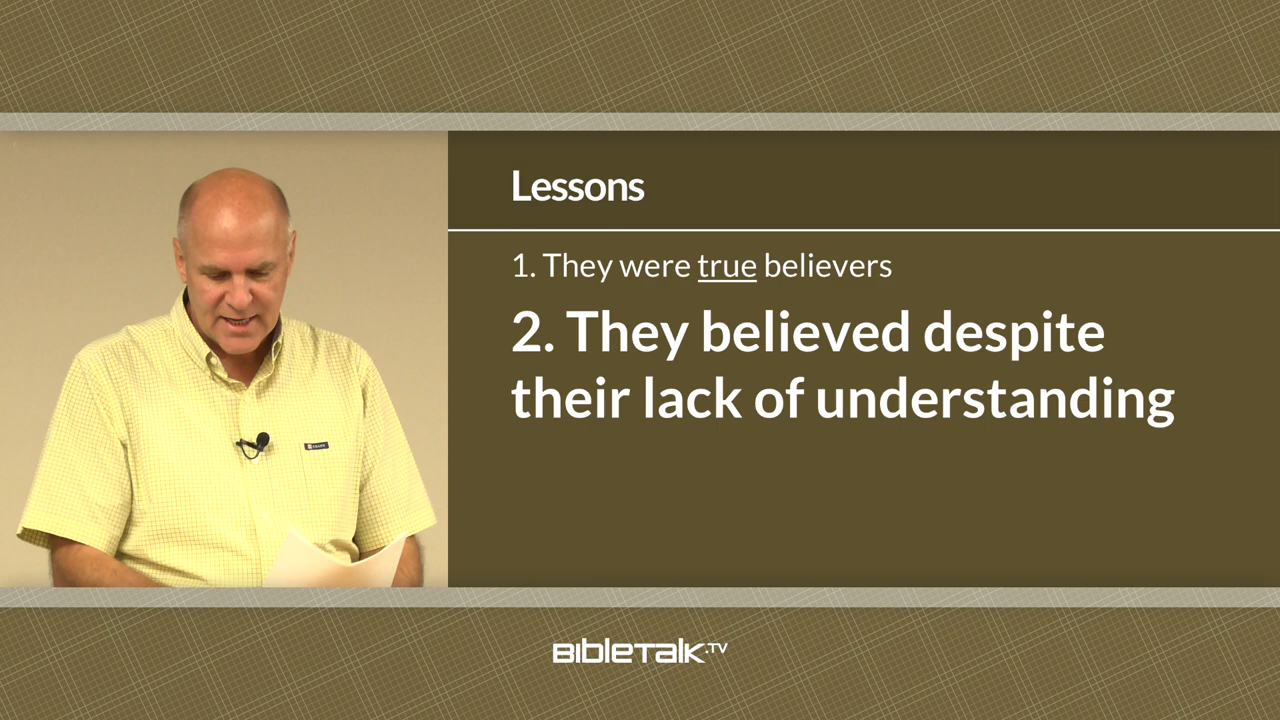 Lessons
1. They were true believers
2. They believed despite
their lack of understanding
BIBLETALK.TV